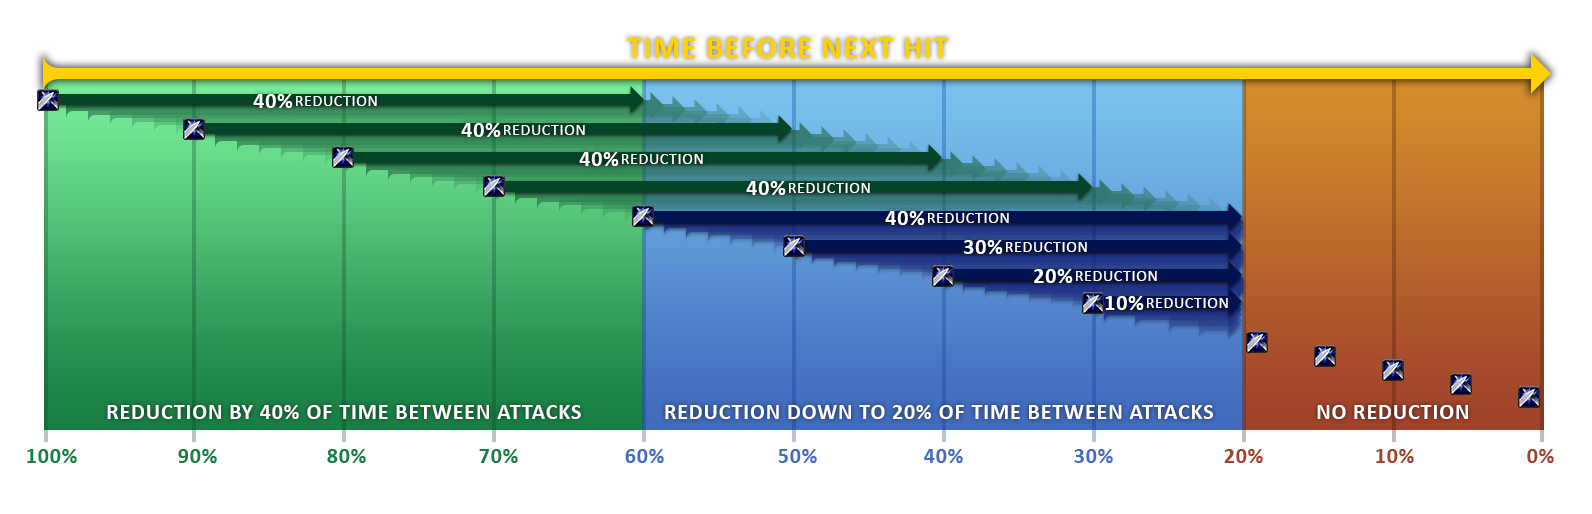 TIME BEFORE NEXT HIT
40% REDUCTION
40% REDUCTION
40% REDUCTION
40% REDUCTION
40% REDUCTION
30% REDUCTION
20% REDUCTION
10% REDUCTION
REDUCTION BY 40% OF TIME BETWEEN ATTACKS REDUCTION DOWN TO 20% OF TIME BETWEEN ATTACKS NO REDUCTION
100% 90% 80% 70% 60% 50% 40% 30% 20% 10% 0%